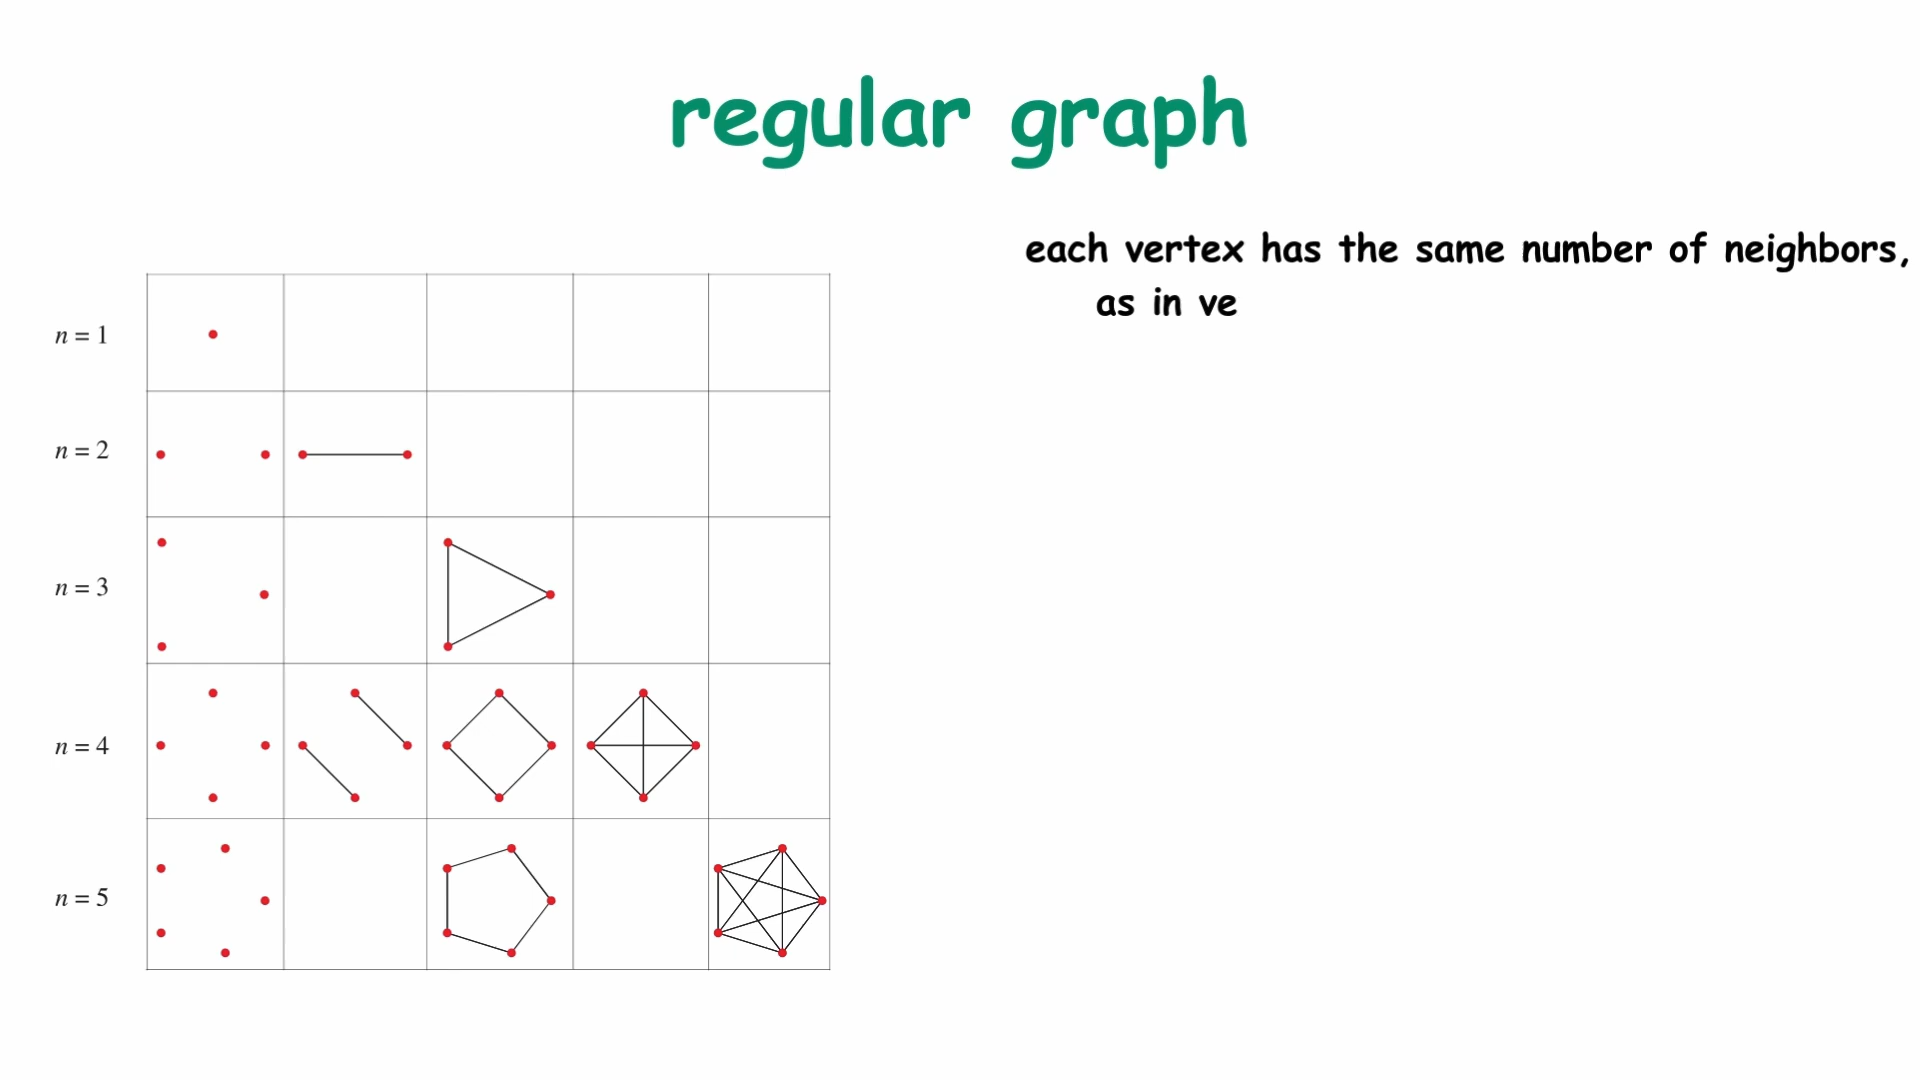 regular graph
each vertex has the same number of neighbors,
as in ve
n = 1
n = 2
n = 3
n = 4
n = 5